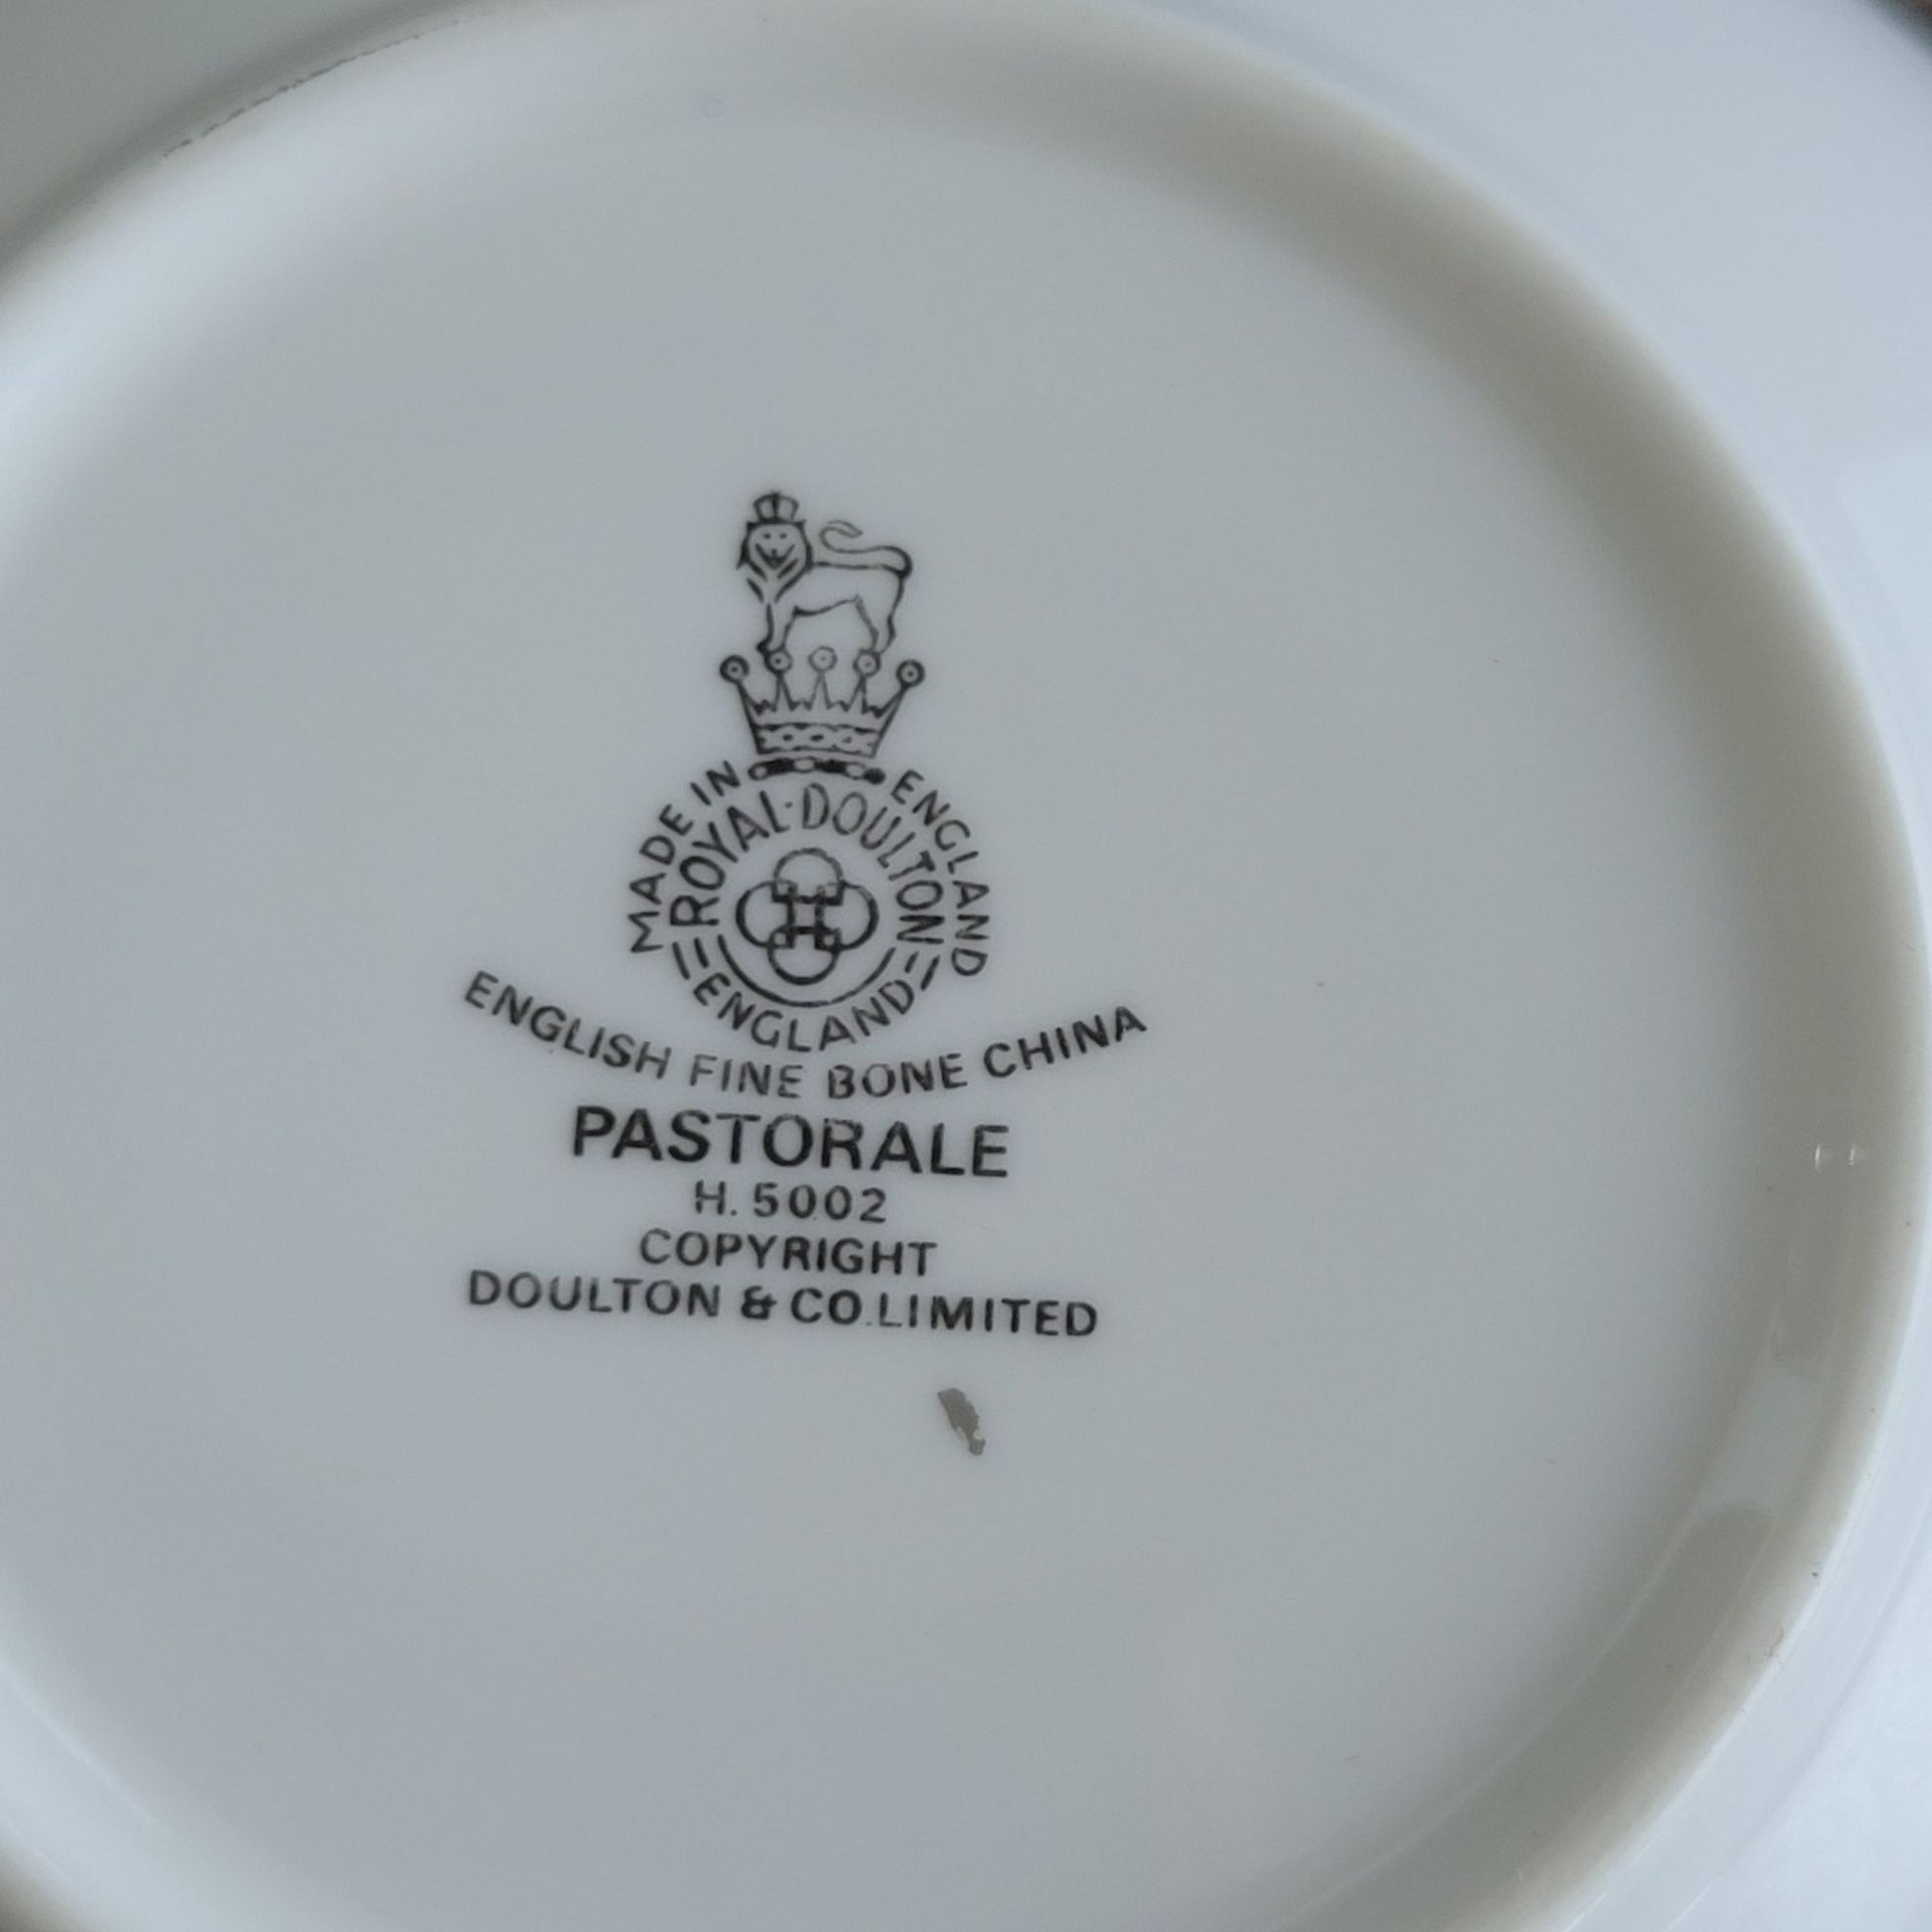 MADE IN ENGLAND
ROYAL·DOULTON
ENGLAND
ENGLISH FINE BONE CHINA
PASTORALE
H. 5002
COPYRIGHT
DOULTON & CO. LIMITED